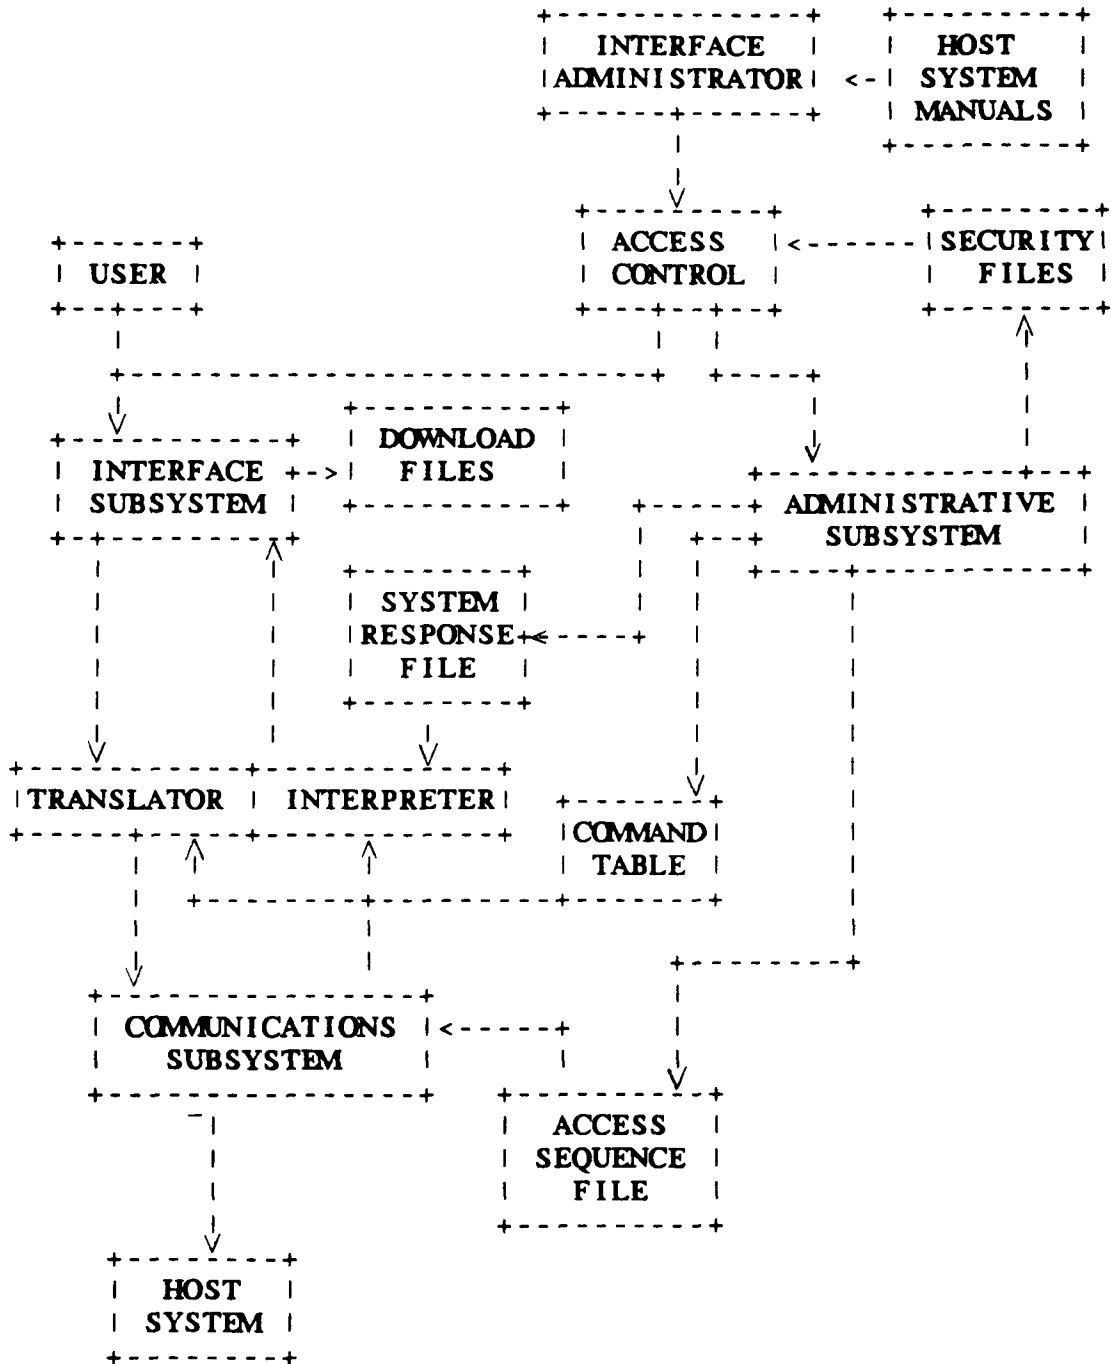 INTERFACE
ADMINISTRATOR
HOST
SYSTEM
MANUALS
ACCESS
CONTROL
SECURITY
FILES
USER
DOWNLOAD
FILES
INTERFACE
SUBSYSTEM
ADMINISTRATIVE
SUBSYSTEM
SYSTEM
RESPONSE
FILE
TRANSLATOR
INTERPRETER
COMMAND
TABLE
COMMUNICATIONS
SUBSYSTEM
ACCESS
SEQUENCE
FILE
HOST
SYSTEM